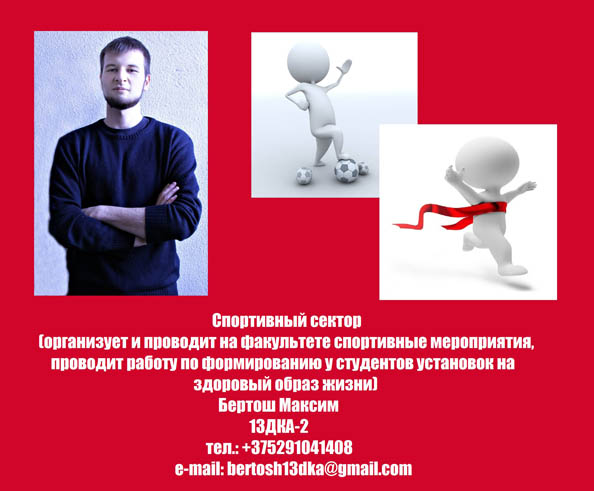 Спортивный сектор
(организует и проводит на факультете спортивные мероприятия,
проводит работу по формированию у студентов установок на
здоровый образ жизни)
Бертош Максим
13ДКА-2
тел.: +375291041408
e-mail: bertosh13dka@gmail.com